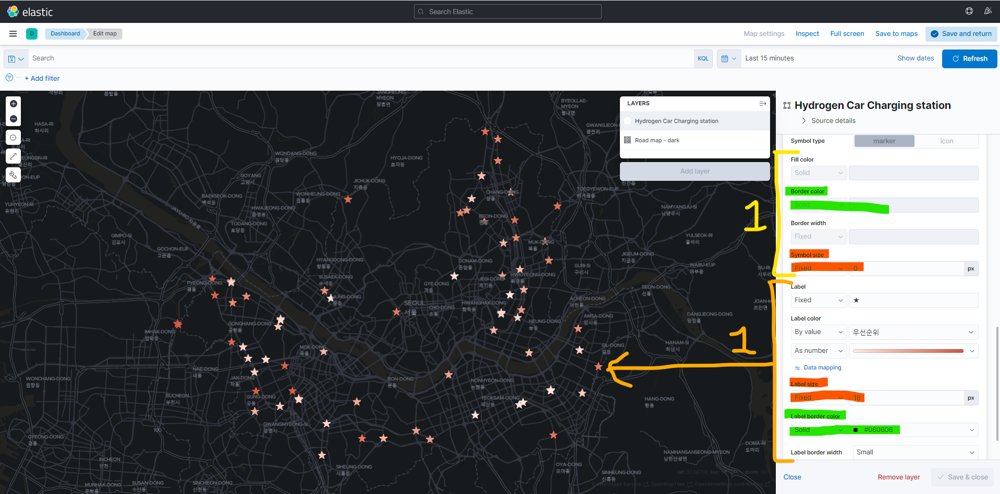 elastic
Search Elastic
D
Dashboard
Edit map
Map settings
Inspect
Full screen
Save to maps
Save and return
Search
KQL
Last 15 minutes
Show dates
Refresh
+ Add filter
LAYERS
Hydrogen Car Charging station
Road map - dark
Add layer
HASA-RI
하사리
JANGHEUNG-
MYEON
장흥면
BYEOLLAE-
MYEON
별내면
WONDANG-DONG
원당동
HYOJA-DONG
효자동
GOYANG
고양시
JICHUK-DONG
지축동
WONHEUNG-DONG
원흥동
BAEKSEOK-DONG
백석동
HWAJEONG-DONG
화정동
TODANG-DONG
토당동
JAYU-RO 자유로
YUHYEON-RI
유현리
GIMPO-SI
김포시
GOCHON-EUP
고촌읍
HYANGDONG-DONG
향동동
SUSAEK-DONG
수색동
PYEONG-DONG
CHANG-DONG
창동
TOEGYEWON-EUP
퇴계원읍
NAMYANGJU-SI
남양주시
YULSEOK-RI
율석리
MUK-DONG
묵동
JIGEUM-DONG
지금동
WABU-EUP
와부읍
GURI-SI
구리시
DONAM-DONG
돈암동
JEGI-DONG
제기동
HWIGYEONG-DONG
휘경동
GYE-DONG
계동
SEOUL
서울
CHO-DONG
초동
HWANGHAK-DONG
황학동
ACHEON-DONG
아천동
SEON-DONG
선동
NEUNG-DONG
능동
AMSA-DONG
암사동
DANGJEONG-DONG
당정동
HANAM-SI
하남시
GIL-DONG
길동
IMHAK-DONG
임학동
GONGHANG-DONG
공항동
MOK-DONG
목동
NAE-DONG
내동
JAK-DONG
작동
WONCHANG-DONG
원창동
BUCHEON
부천시
GUNG-DONG
궁동
GWANGMYEONG-SI
광명시
BON-DONG
본동
NONHYEON-DONG
논현동
YEOKSAM-DONG
역삼동
HANG-DONG
항동
GYEONG-DONG
경동
100
INCHEON
인천
MUNHAK-DONG
문학동
SUSAN-DONG
수산동
SINCHEON-DONG
신천동
SIHEUNG-DONG
시흥동
OYA-DONG
오야동
SINHEUNG-DONG
신흥동
NAMHANSANSEONG-MYEON
남한산성면
DOMA-RI
도마리
Elastic Maps Service
, OpenMapTiles
, OpenStreetMap contributors
1
1
Hydrogen Car Charging station
Source details
Symbol type
marker
icon
Fill color
Solid
Border color
Solid
Border width
Fixed
Symbol size
Fixed
0
px
Label
Fixed
★
Label color
By value
우선순위
As number
Data mapping
Label size
Fixed
18
px
Label border color
Solid
#060606
Label border width
Small
Close
Remove layer
Save & close